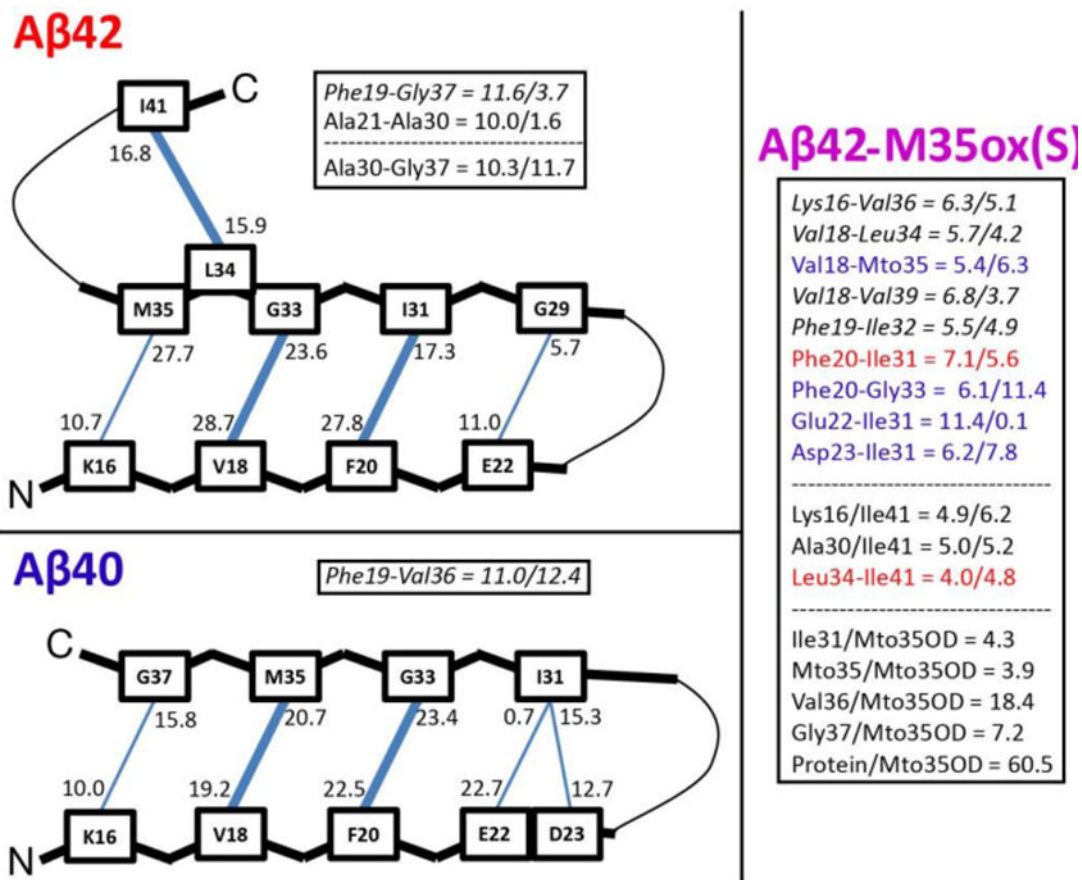 Aβ42
I41
C
16.8
Phe19-Gly37 = 11.6/3.7
Ala21-Ala30 = 10.0/1.6
Ala30-Gly37 = 10.3/11.7
15.9
L34
M35
G33
I31
G29
27.7
23.6
17.3
5.7
10.7
28.7
27.8
11.0
K16
V18
F20
E22
N
Aβ40
Phe19-Val36 = 11.0/12.4
C
G37
M35
G33
I31
15.8
20.7
23.4
0.7
15.3
10.0
19.2
22.5
22.7
12.7
K16
V18
F20
E22
D23
N
Aβ42-M35ox(S)
Lys16-Val36 = 6.3/5.1
Val18-Leu34 = 5.7/4.2
Val18-Mto35 = 5.4/6.3
Val18-Val39 = 6.8/3.7
Phe19-Ile32 = 5.5/4.9
Phe20-Ile31 = 7.1/5.6
Phe20-Gly33 = 6.1/11.4
Glu22-Ile31 = 11.4/0.1
Asp23-Ile31 = 6.2/7.8
Lys16/Ile41 = 4.9/6.2
Ala30/Ile41 = 5.0/5.2
Leu34-Ile41 = 4.0/4.8
Ile31/Mto35OD = 4.3
Mto35/Mto35OD = 3.9
Val36/Mto35OD = 18.4
Gly37/Mto35OD = 7.2
Protein/Mto35OD = 60.5